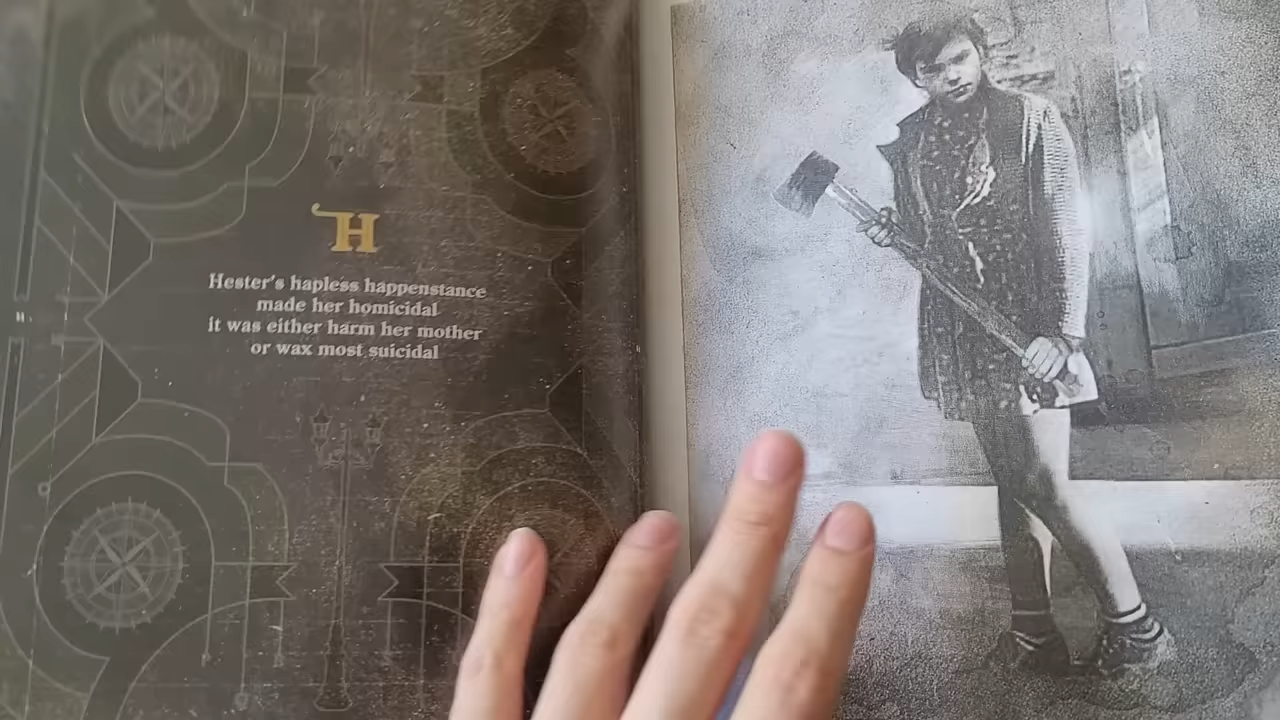 H
Hester's hapless happenstance
made her homicidal
it was either harm her mother
or wax most suicidal
H